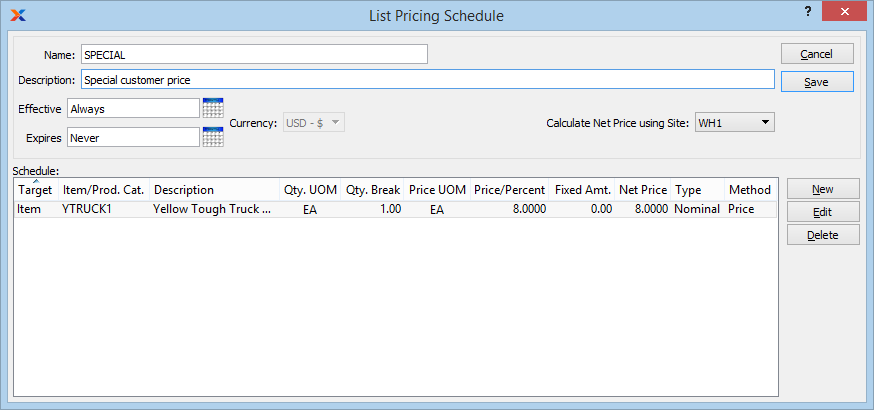 List Pricing Schedule
?
Name: SPECIAL
Cancel
Description: Special customer price
Save
Effective Always
Currency: USD - $
Calculate Net Price using Site: WH1
Expires Never
Schedule:
Target Item/Prod. Cat. Description Qty. UOM Qty. Break Price UOM Price/Percent Fixed Amt. Net Price Type Method
Item YTRUCK1 Yellow Tough Truck ... EA 1.00 EA 8.0000 0.00 8.0000 Nominal Price
New
Edit
Delete